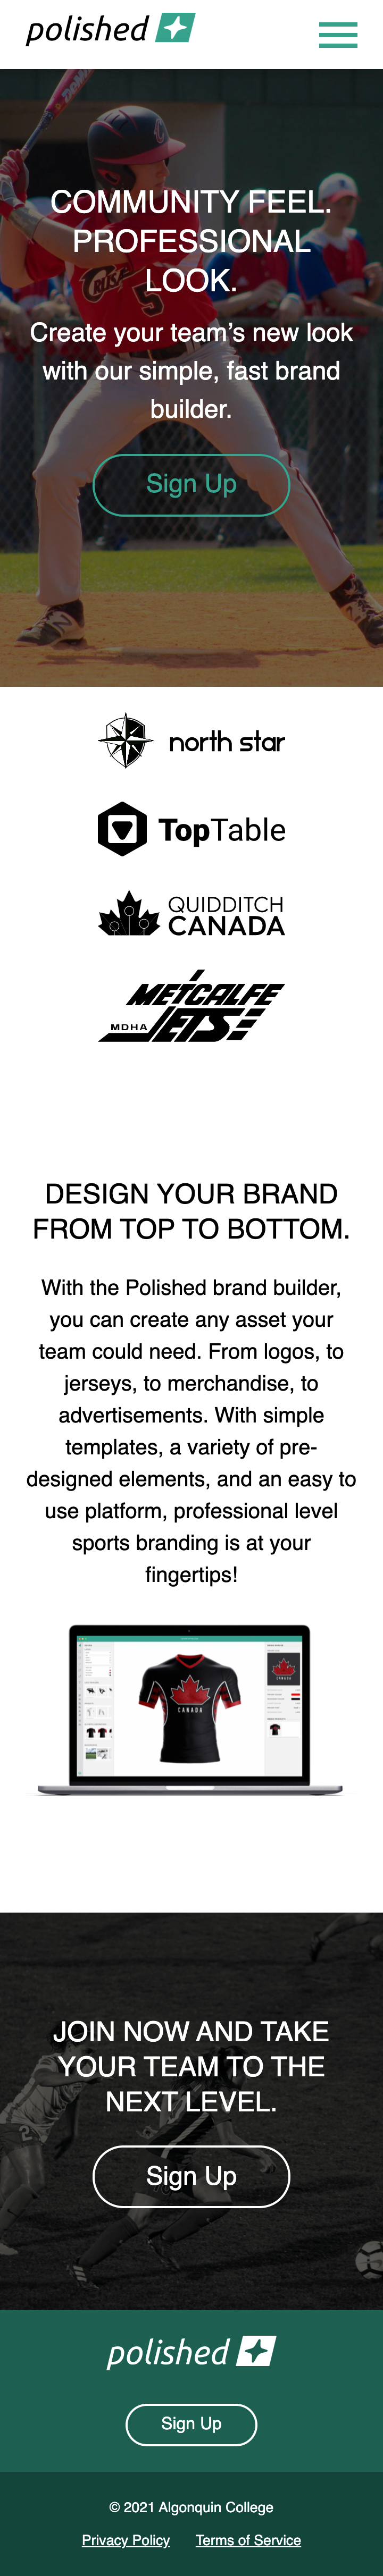 polished
COMMUNITY FEEL.
PROFESSIONAL
LOOK.
Create your team’s new look
with our simple, fast brand
builder.
Sign Up
north star
TopTable
QUIDDITCH
CANADA
METCALFE
MDHA JETS
DESIGN YOUR BRAND
FROM TOP TO BOTTOM.
With the Polished brand builder,
you can create any asset your
team could need. From logos, to
jerseys, to merchandise, to
advertisements. With simple
templates, a variety of pre-
designed elements, and an easy to
use platform, professional level
sports branding is at your
fingertips!
CANADA
JOIN NOW AND TAKE
YOUR TEAM TO THE
NEXT LEVEL.
Sign Up
polished
Sign Up
© 2021 Algonquin College
Privacy Policy Terms of Service